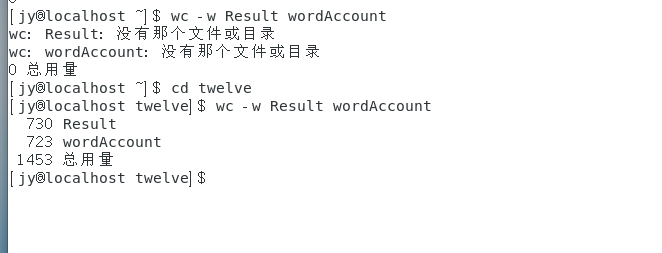 [jy@localhost ~]$ wc -w Result wordAccount
wc: Result: 没有那个文件或目录
wc: wordAccount: 没有那个文件或目录
0 总用量
[jy@localhost ~]$ cd twelve
[jy@localhost twelve]$ wc -w Result wordAccount
730 Result
723 wordAccount
1453 总用量
[jy@localhost twelve]$